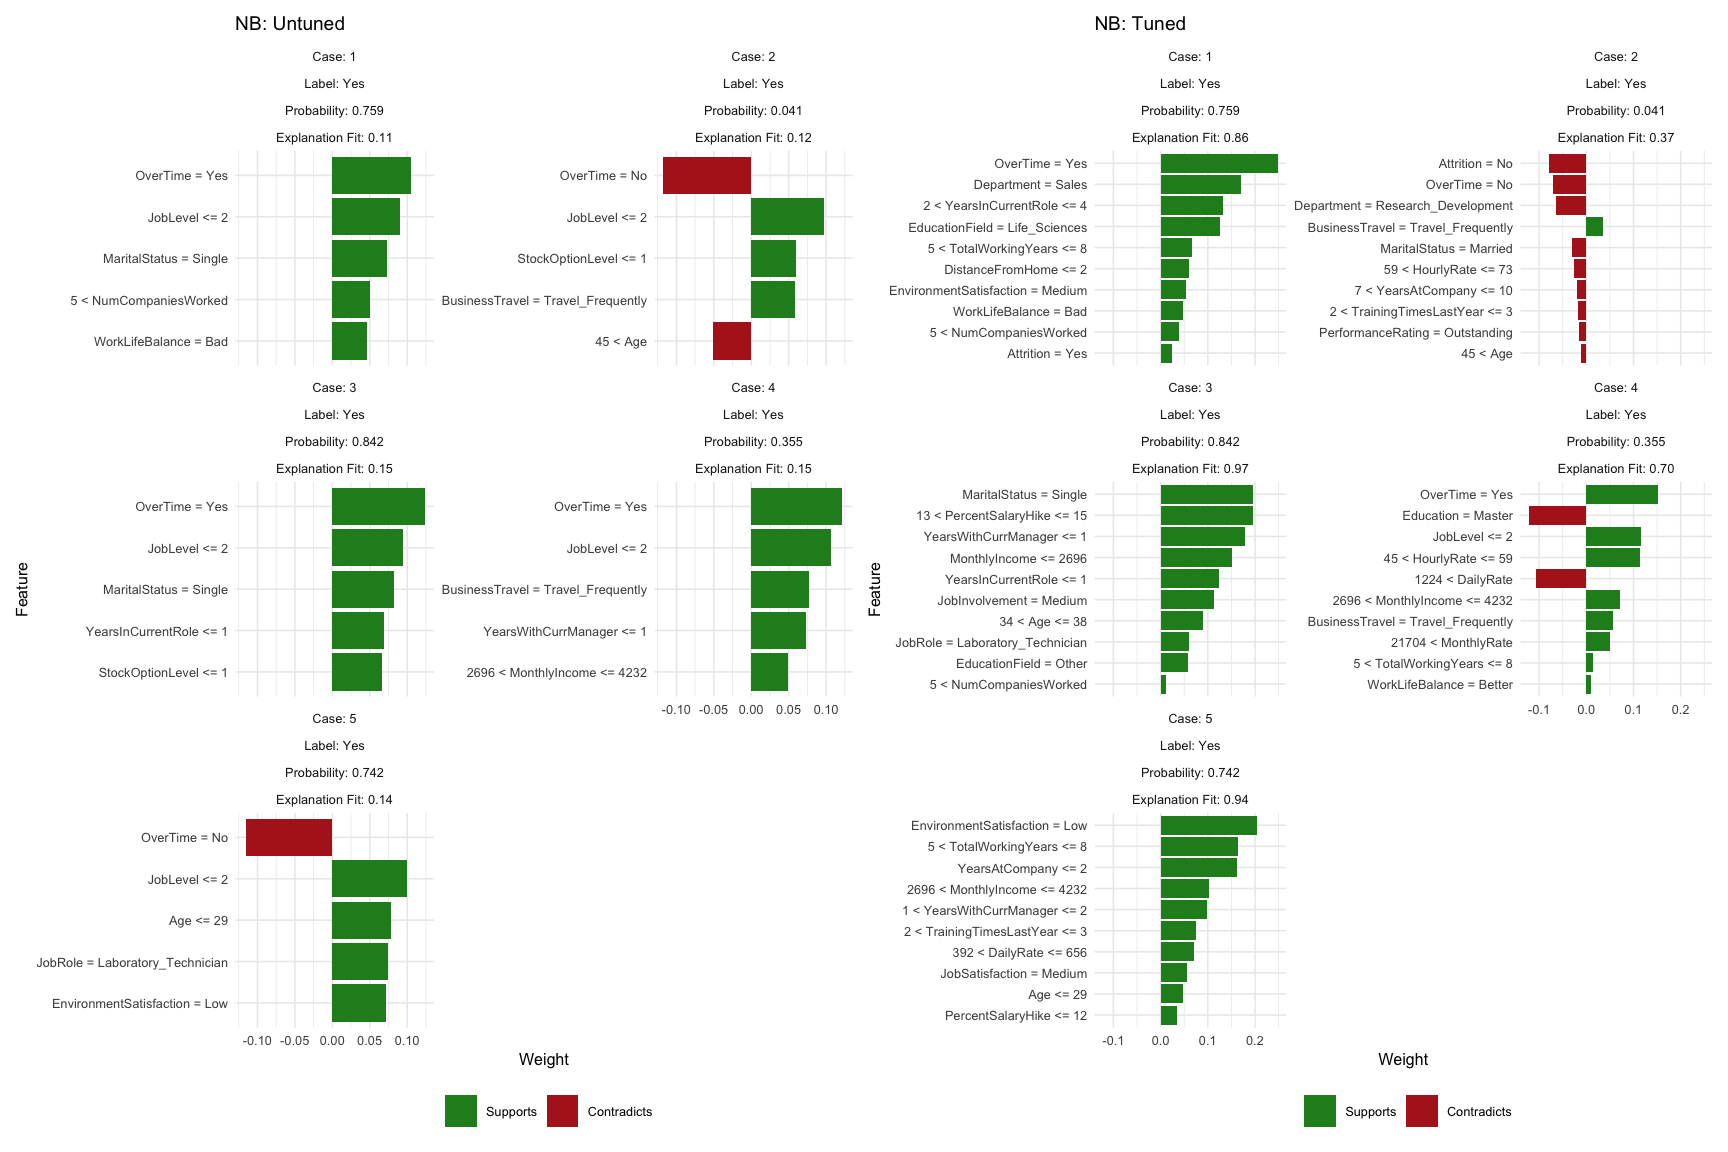 NB: Untuned
Case: 1
Label: Yes
Probability: 0.759
Explanation Fit: 0.11
OverTime = Yes
JobLevel <= 2
MaritalStatus = Single
5 < NumCompaniesWorked
WorkLifeBalance = Bad
Case: 2
Label: Yes
Probability: 0.041
Explanation Fit: 0.12
OverTime = No
JobLevel <= 2
StockOptionLevel <= 1
BusinessTravel = Travel_Frequently
45 < Age
Case: 3
Label: Yes
Probability: 0.842
Explanation Fit: 0.15
OverTime = Yes
JobLevel <= 2
MaritalStatus = Single
YearsInCurrentRole <= 1
StockOptionLevel <= 1
Case: 4
Label: Yes
Probability: 0.355
Explanation Fit: 0.15
OverTime = Yes
JobLevel <= 2
BusinessTravel = Travel_Frequently
YearsWithCurrManager <= 1
2696 < MonthlyIncome <= 4232
-0.10 -0.05 0.00 0.05 0.10
Case: 5
Label: Yes
Probability: 0.742
Explanation Fit: 0.14
OverTime = No
JobLevel <= 2
Age <= 29
JobRole = Laboratory_Technician
EnvironmentSatisfaction = Low
-0.10 -0.05 0.00 0.05 0.10
Feature
Weight
Supports Contradicts
NB: Tuned
Case: 1
Label: Yes
Probability: 0.759
Explanation Fit: 0.86
OverTime = Yes
Department = Sales
2 < YearsInCurrentRole <= 4
EducationField = Life_Sciences
5 < TotalWorkingYears <= 8
DistanceFromHome <= 2
EnvironmentSatisfaction = Medium
WorkLifeBalance = Bad
5 < NumCompaniesWorked
Attrition = Yes
Case: 2
Label: Yes
Probability: 0.041
Explanation Fit: 0.37
Attrition = No
OverTime = No
Department = Research_Development
BusinessTravel = Travel_Frequently
MaritalStatus = Married
59 < HourlyRate <= 73
7 < YearsAtCompany <= 10
2 < TrainingTimesLastYear <= 3
PerformanceRating = Outstanding
45 < Age
Case: 3
Label: Yes
Probability: 0.842
Explanation Fit: 0.97
MaritalStatus = Single
13 < PercentSalaryHike <= 15
YearsWithCurrManager <= 1
MonthlyIncome <= 2696
YearsInCurrentRole <= 1
JobInvolvement = Medium
34 < Age <= 38
JobRole = Laboratory_Technician
EducationField = Other
5 < NumCompaniesWorked
Case: 4
Label: Yes
Probability: 0.355
Explanation Fit: 0.70
OverTime = Yes
Education = Master
JobLevel <= 2
45 < HourlyRate <= 59
1224 < DailyRate
2696 < MonthlyIncome <= 4232
BusinessTravel = Travel_Frequently
21704 < MonthlyRate
5 < TotalWorkingYears <= 8
WorkLifeBalance = Better
-0.1 0.0 0.1 0.2
Case: 5
Label: Yes
Probability: 0.742
Explanation Fit: 0.94
EnvironmentSatisfaction = Low
5 < TotalWorkingYears <= 8
YearsAtCompany <= 2
2696 < MonthlyIncome <= 4232
1 < YearsWithCurrManager <= 2
2 < TrainingTimesLastYear <= 3
392 < DailyRate <= 656
JobSatisfaction = Medium
Age <= 29
PercentSalaryHike <= 12
-0.1 0.0 0.1 0.2
Feature
Weight
Supports Contradicts